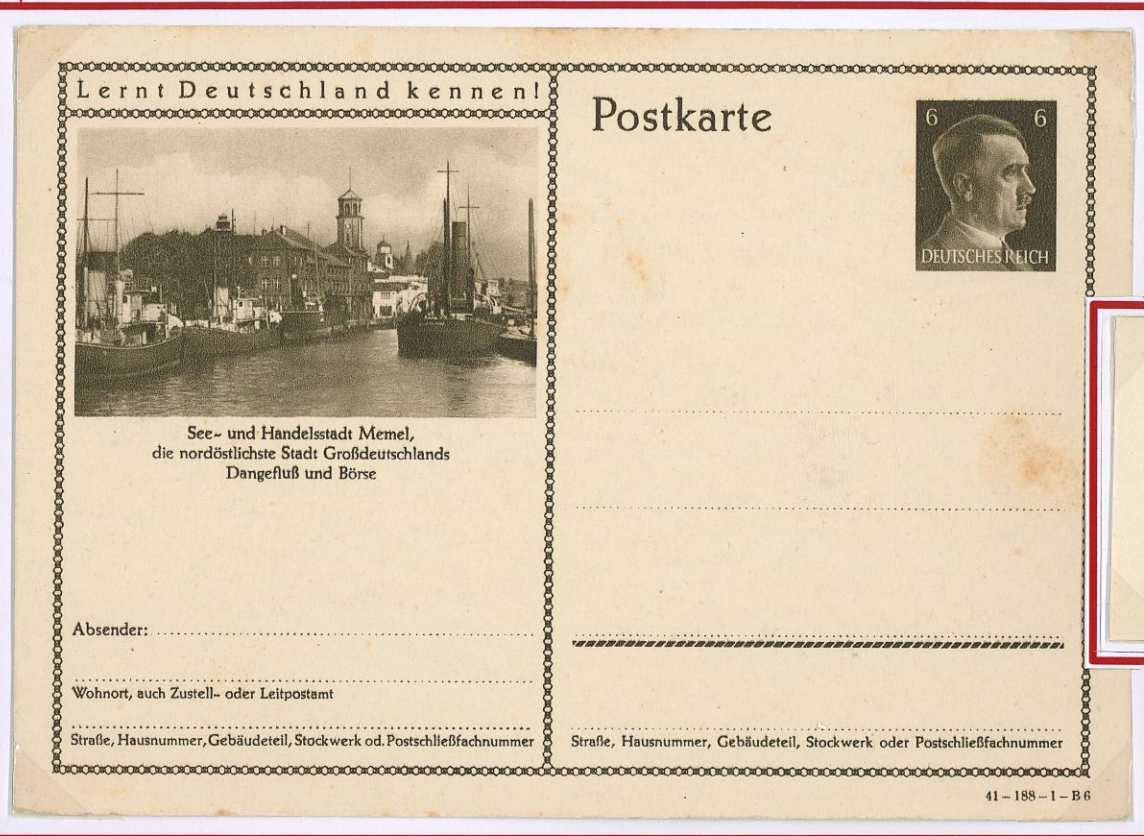 Lernt Deutschland kennen!
See- und Handelsstadt Memel,
die nordöstlichste Stadt Großdeutschlands
Dangefluß und Börse
Absender:
Wohnort, auch Zustell- oder Leitpostamt
Straße, Hausnummer, Gebäudeteil, Stockwerk od. Postschließfachnummer
Postkarte
6 6
DEUTSCHES REICH
Straße, Hausnummer, Gebäudeteil, Stockwerk oder Postschließfachnummer
41 – 188 – 1 – B 6